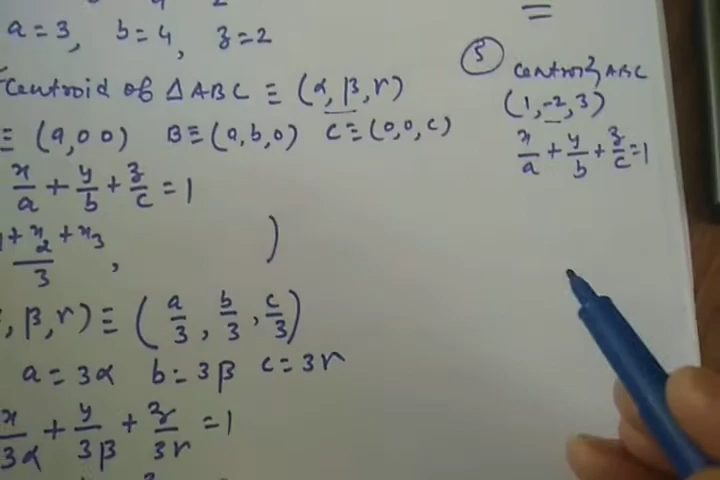 2
a=3, b=4, z=2
Centroid of ΔABC ≡ (α, β, r)
≡ (a,0 0) B≡(a,b,0) C≡(0,0,c)
x/a + y/b + z/c = 1
+ x2 + x3 / 3 , )
, β, r) ≡ (a/3, b/3, c/3)
a=3α b=3β c=3r
x/3α + y/3β + z/3r = 1
5
Centroid ABC
(1,-2, 3)
x/a + y/b + z/c = 1